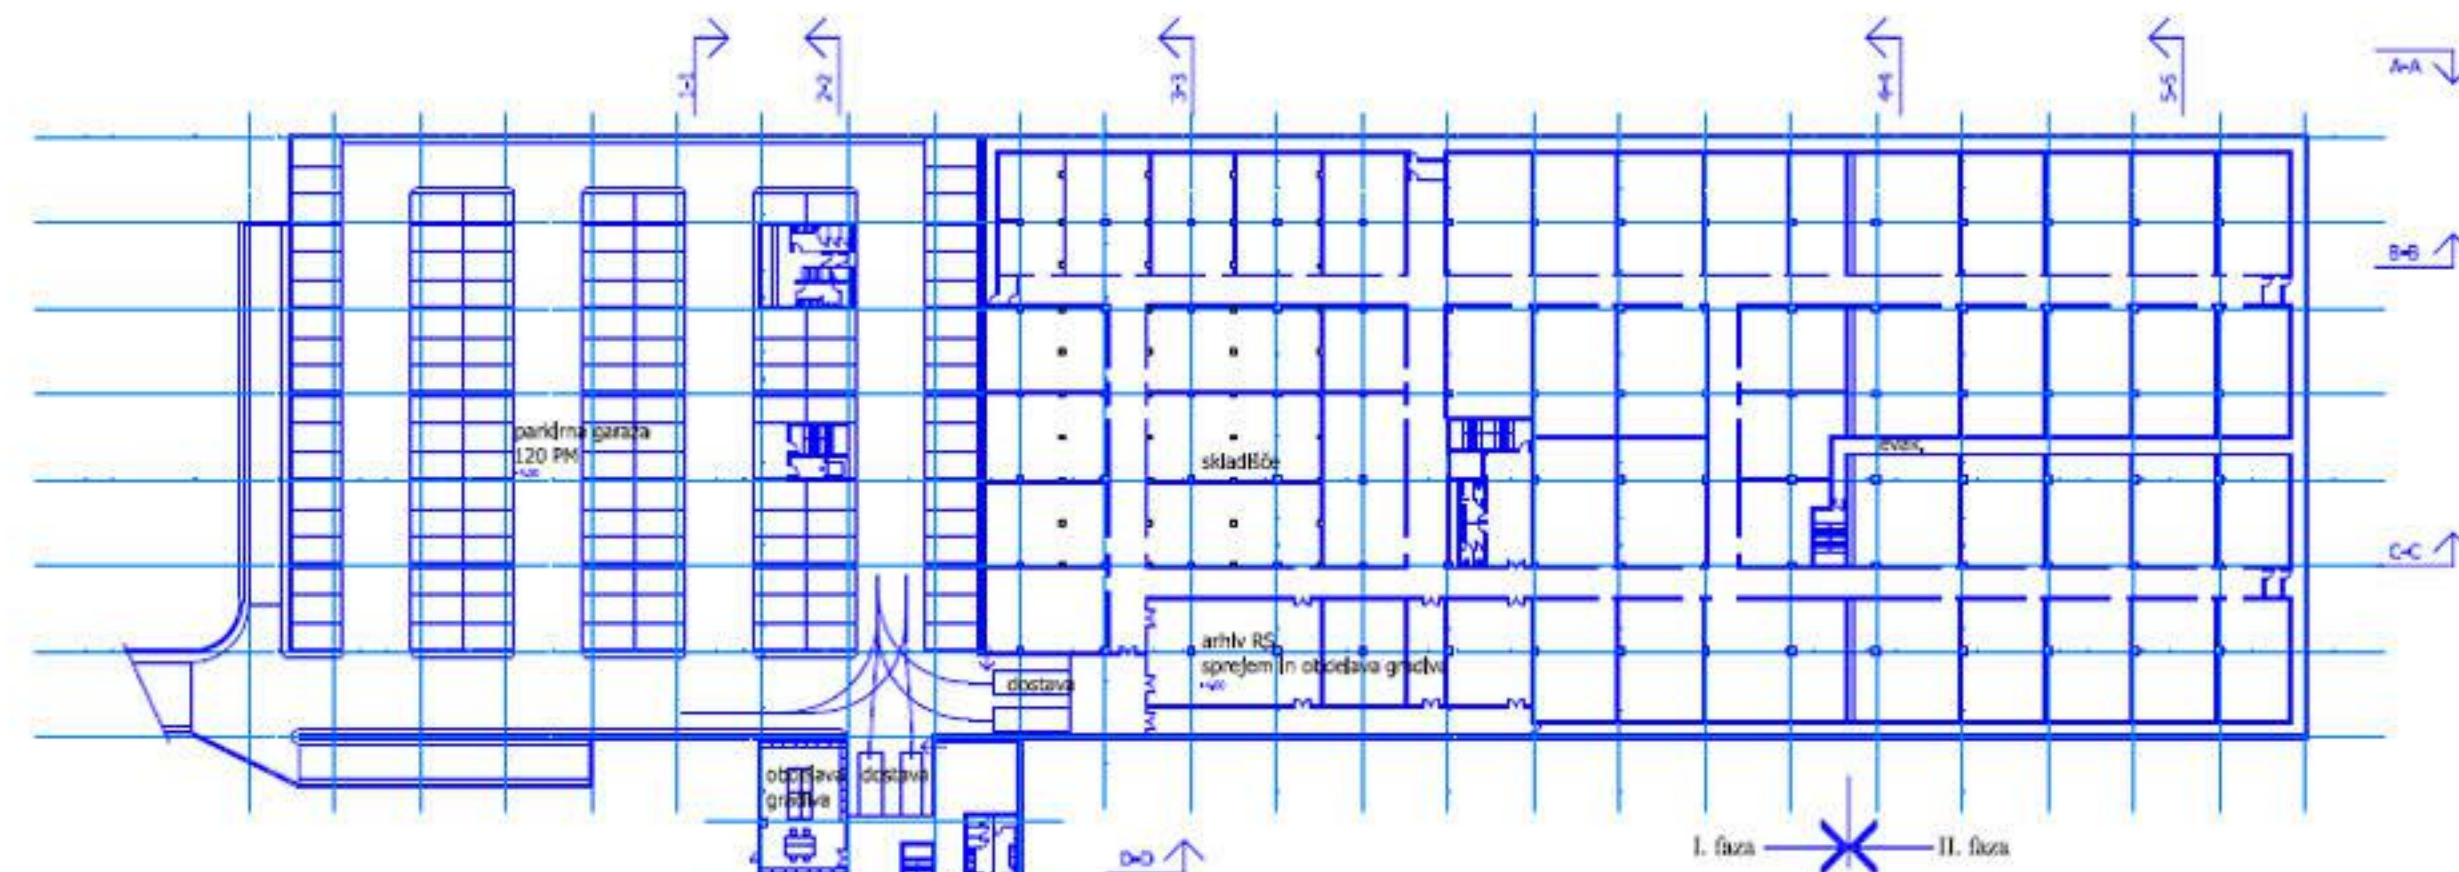 1-1
2-2
3-3
4-4
5-5
A-A
B-B
parkirna garaža
120 PM
skladišče
C-C
arhiv RS
sprejem in obdelava gradiva
dostava
obdelava
gradiva
dostava
D-D
I. faza
II. faza